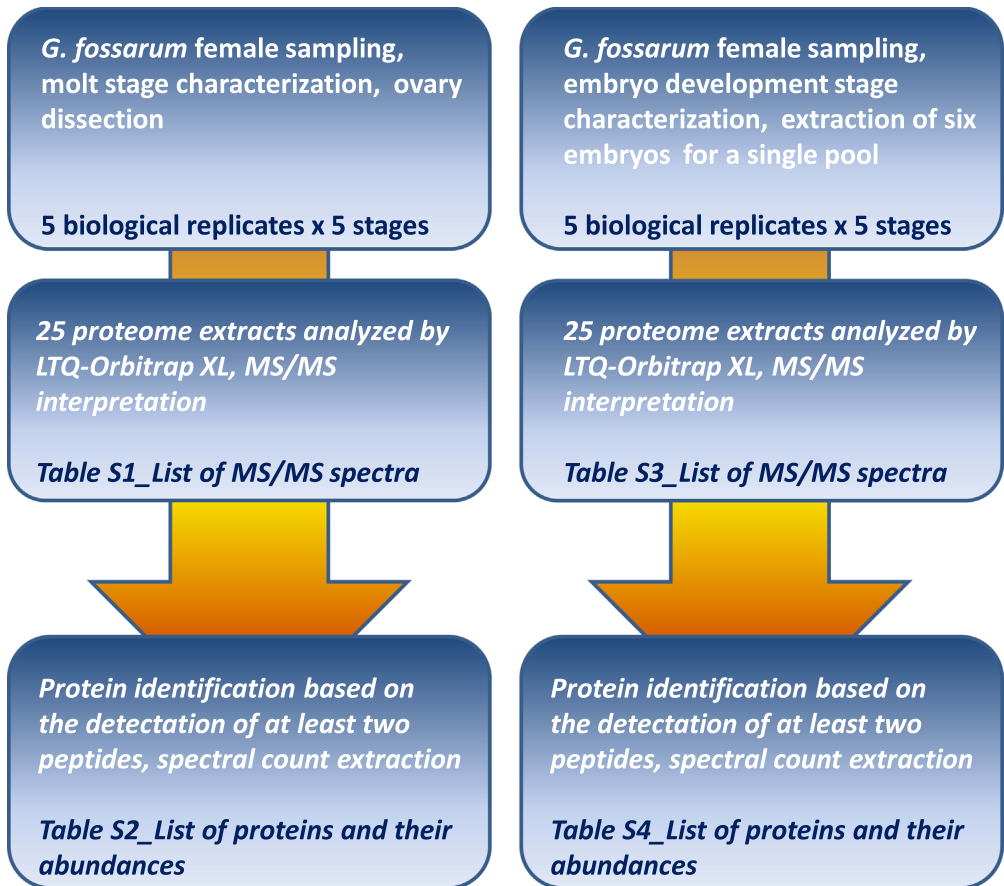 G. fossarum female sampling,
molt stage characterization, ovary
dissection
5 biological replicates x 5 stages
25 proteome extracts analyzed by
LTQ-Orbitrap XL, MS/MS
interpretation
Table S1_List of MS/MS spectra
Protein identification based on
the detectation of at least two
peptides, spectral count extraction
Table S2_List of proteins and their
abundances
G. fossarum female sampling,
embryo development stage
characterization, extraction of six
embryos for a single pool
5 biological replicates x 5 stages
25 proteome extracts analyzed by
LTQ-Orbitrap XL, MS/MS
interpretation
Table S3_List of MS/MS spectra
Protein identification based on
the detectation of at least two
peptides, spectral count extraction
Table S4_List of proteins and their
abundances